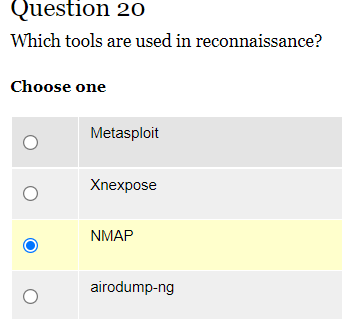 Question 20
Which tools are used in reconnaissance?
Choose one
Metasploit
Xnexpose
NMAP
airodump-ng